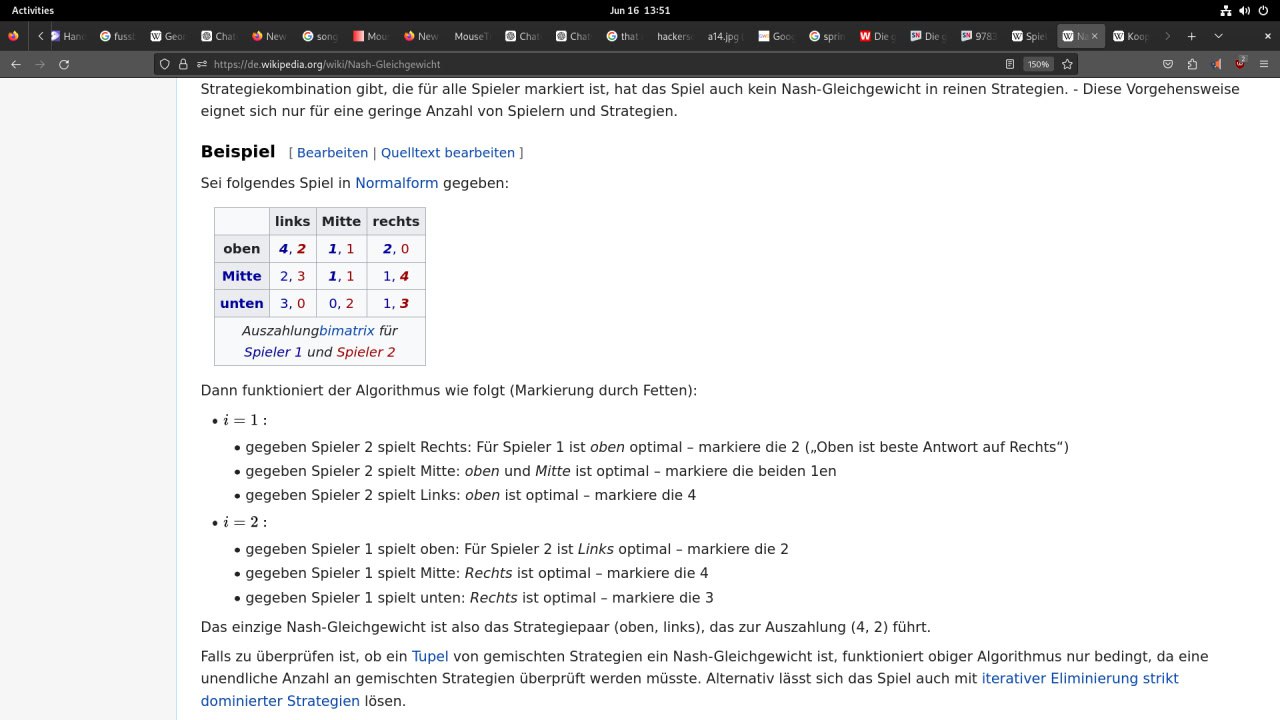 Activities
Jun 16 13:51
Hand
fussb
Geon
Chat
New
song
Mour
New
MouseT
Chat
Chat
that
hackers
a14.jpg (
Goog
sprin
Die g
Die g
9783
Spiel
Na
Koop
https://de.wikipedia.org/wiki/Nash-Gleichgewicht
150%
2
Strategiekombination gibt, die für alle Spieler markiert ist, hat das Spiel auch kein Nash-Gleichgewicht in reinen Strategien. - Diese Vorgehensweise
eignet sich nur für eine geringe Anzahl von Spielern und Strategien.
Beispiel [ Bearbeiten | Quelltext bearbeiten ]
Sei folgendes Spiel in Normalform gegeben:
links Mitte rechts
oben 4, 2 1, 1 2, 0
Mitte 2, 3 1, 1 1, 4
unten 3, 0 0, 2 1, 3
Auszahlungbimatrix für
Spieler 1 und Spieler 2
Dann funktioniert der Algorithmus wie folgt (Markierung durch Fetten):
• i = 1 :
• gegeben Spieler 2 spielt Rechts: Für Spieler 1 ist oben optimal – markiere die 2 („Oben ist beste Antwort auf Rechts“)
• gegeben Spieler 2 spielt Mitte: oben und Mitte ist optimal – markiere die beiden 1en
• gegeben Spieler 2 spielt Links: oben ist optimal – markiere die 4
• i = 2 :
• gegeben Spieler 1 spielt oben: Für Spieler 2 ist Links optimal – markiere die 2
• gegeben Spieler 1 spielt Mitte: Rechts ist optimal – markiere die 4
• gegeben Spieler 1 spielt unten: Rechts ist optimal – markiere die 3
Das einzige Nash-Gleichgewicht ist also das Strategiepaar (oben, links), das zur Auszahlung (4, 2) führt.
Falls zu überprüfen ist, ob ein Tupel von gemischten Strategien ein Nash-Gleichgewicht ist, funktioniert obiger Algorithmus nur bedingt, da eine
unendliche Anzahl an gemischten Strategien überprüft werden müsste. Alternativ lässt sich das Spiel auch mit iterativer Eliminierung strikt
dominierter Strategien lösen.